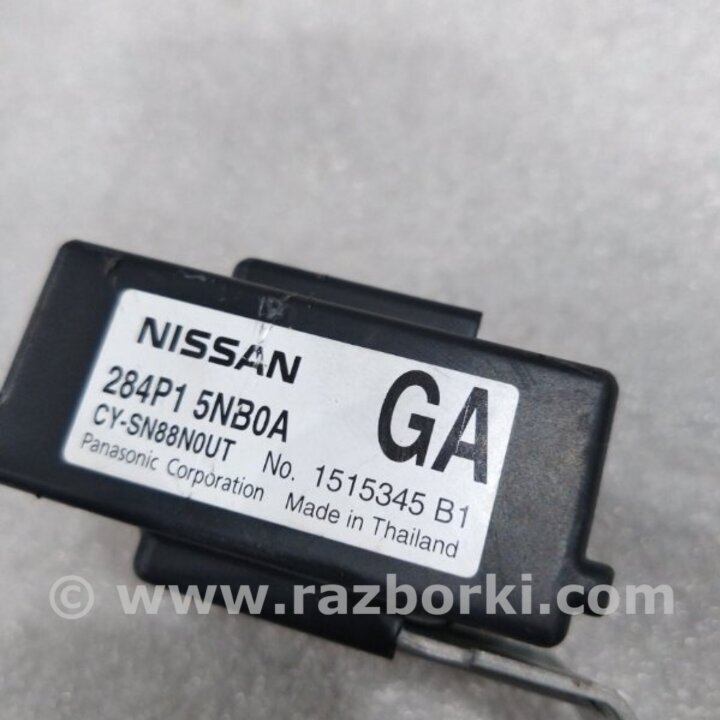 NISSAN
284P1 5NB0A
GA
CY-SN88N0UT No. 1515345 B1
Panasonic Corporation Made in Thailand
© www.razborki.com